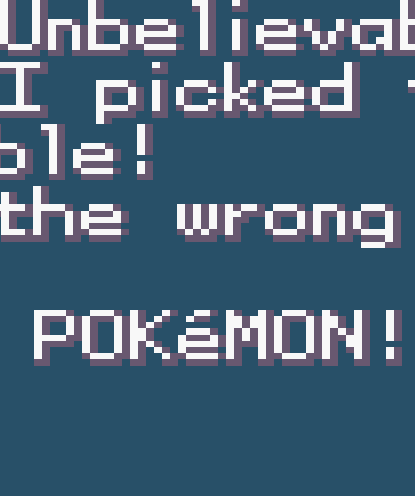 Unbelievab
I picked t
ble!
the wrong
POKéMON!